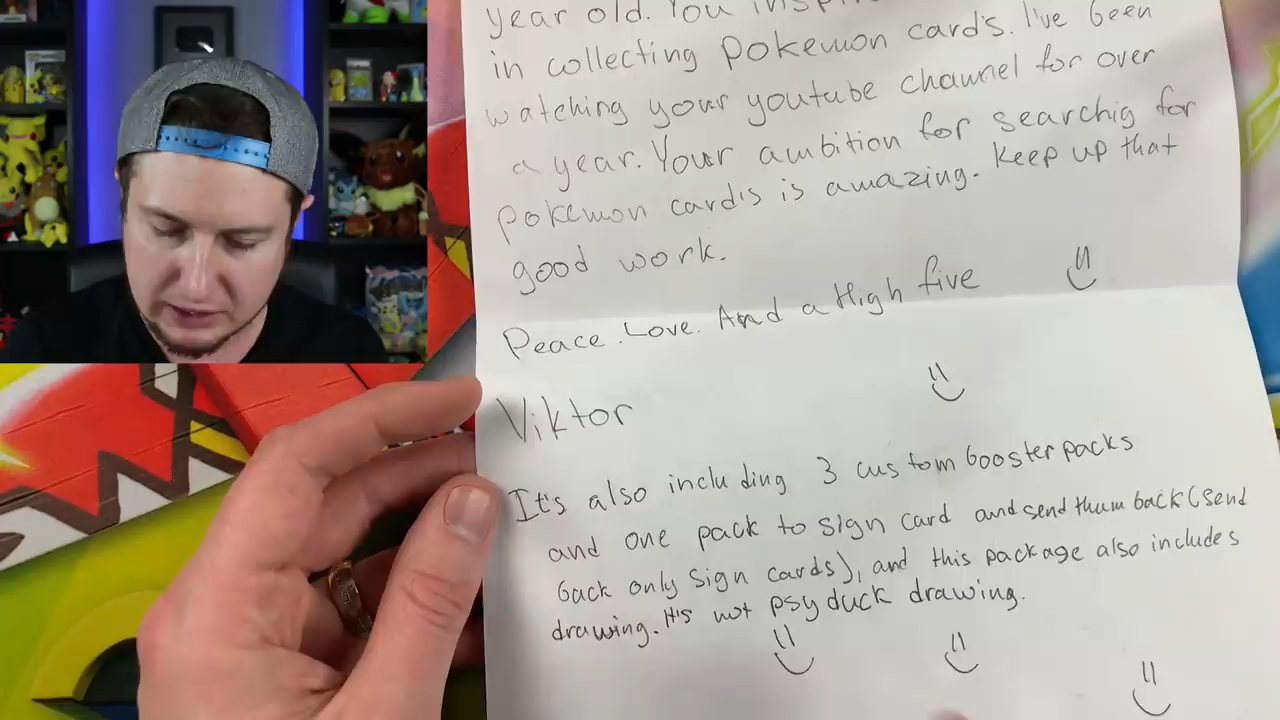 year old. You inspi
in collecting Pokemon cards. I've been
watching your youtube channel for over
a year. Your ambition for searchig for
pokemon cardis is amazing. Keep up that
good work.
Peace. Love. And a High five
Viktor
It's also including 3 custom booster packs
and one pack to sign card and send thum back (send
back only sign cards), and this package also includes
drawing. It's not psyduck drawing.